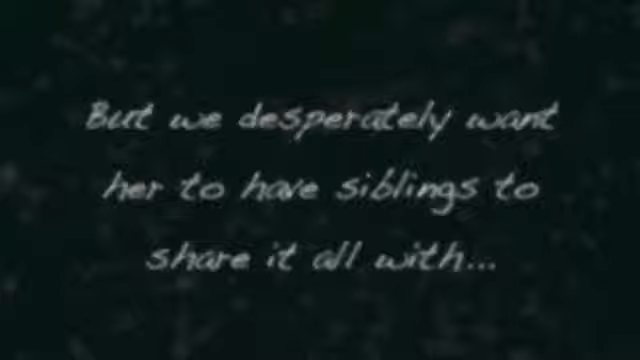 But we desperately want
her to have siblings to
share it all with...